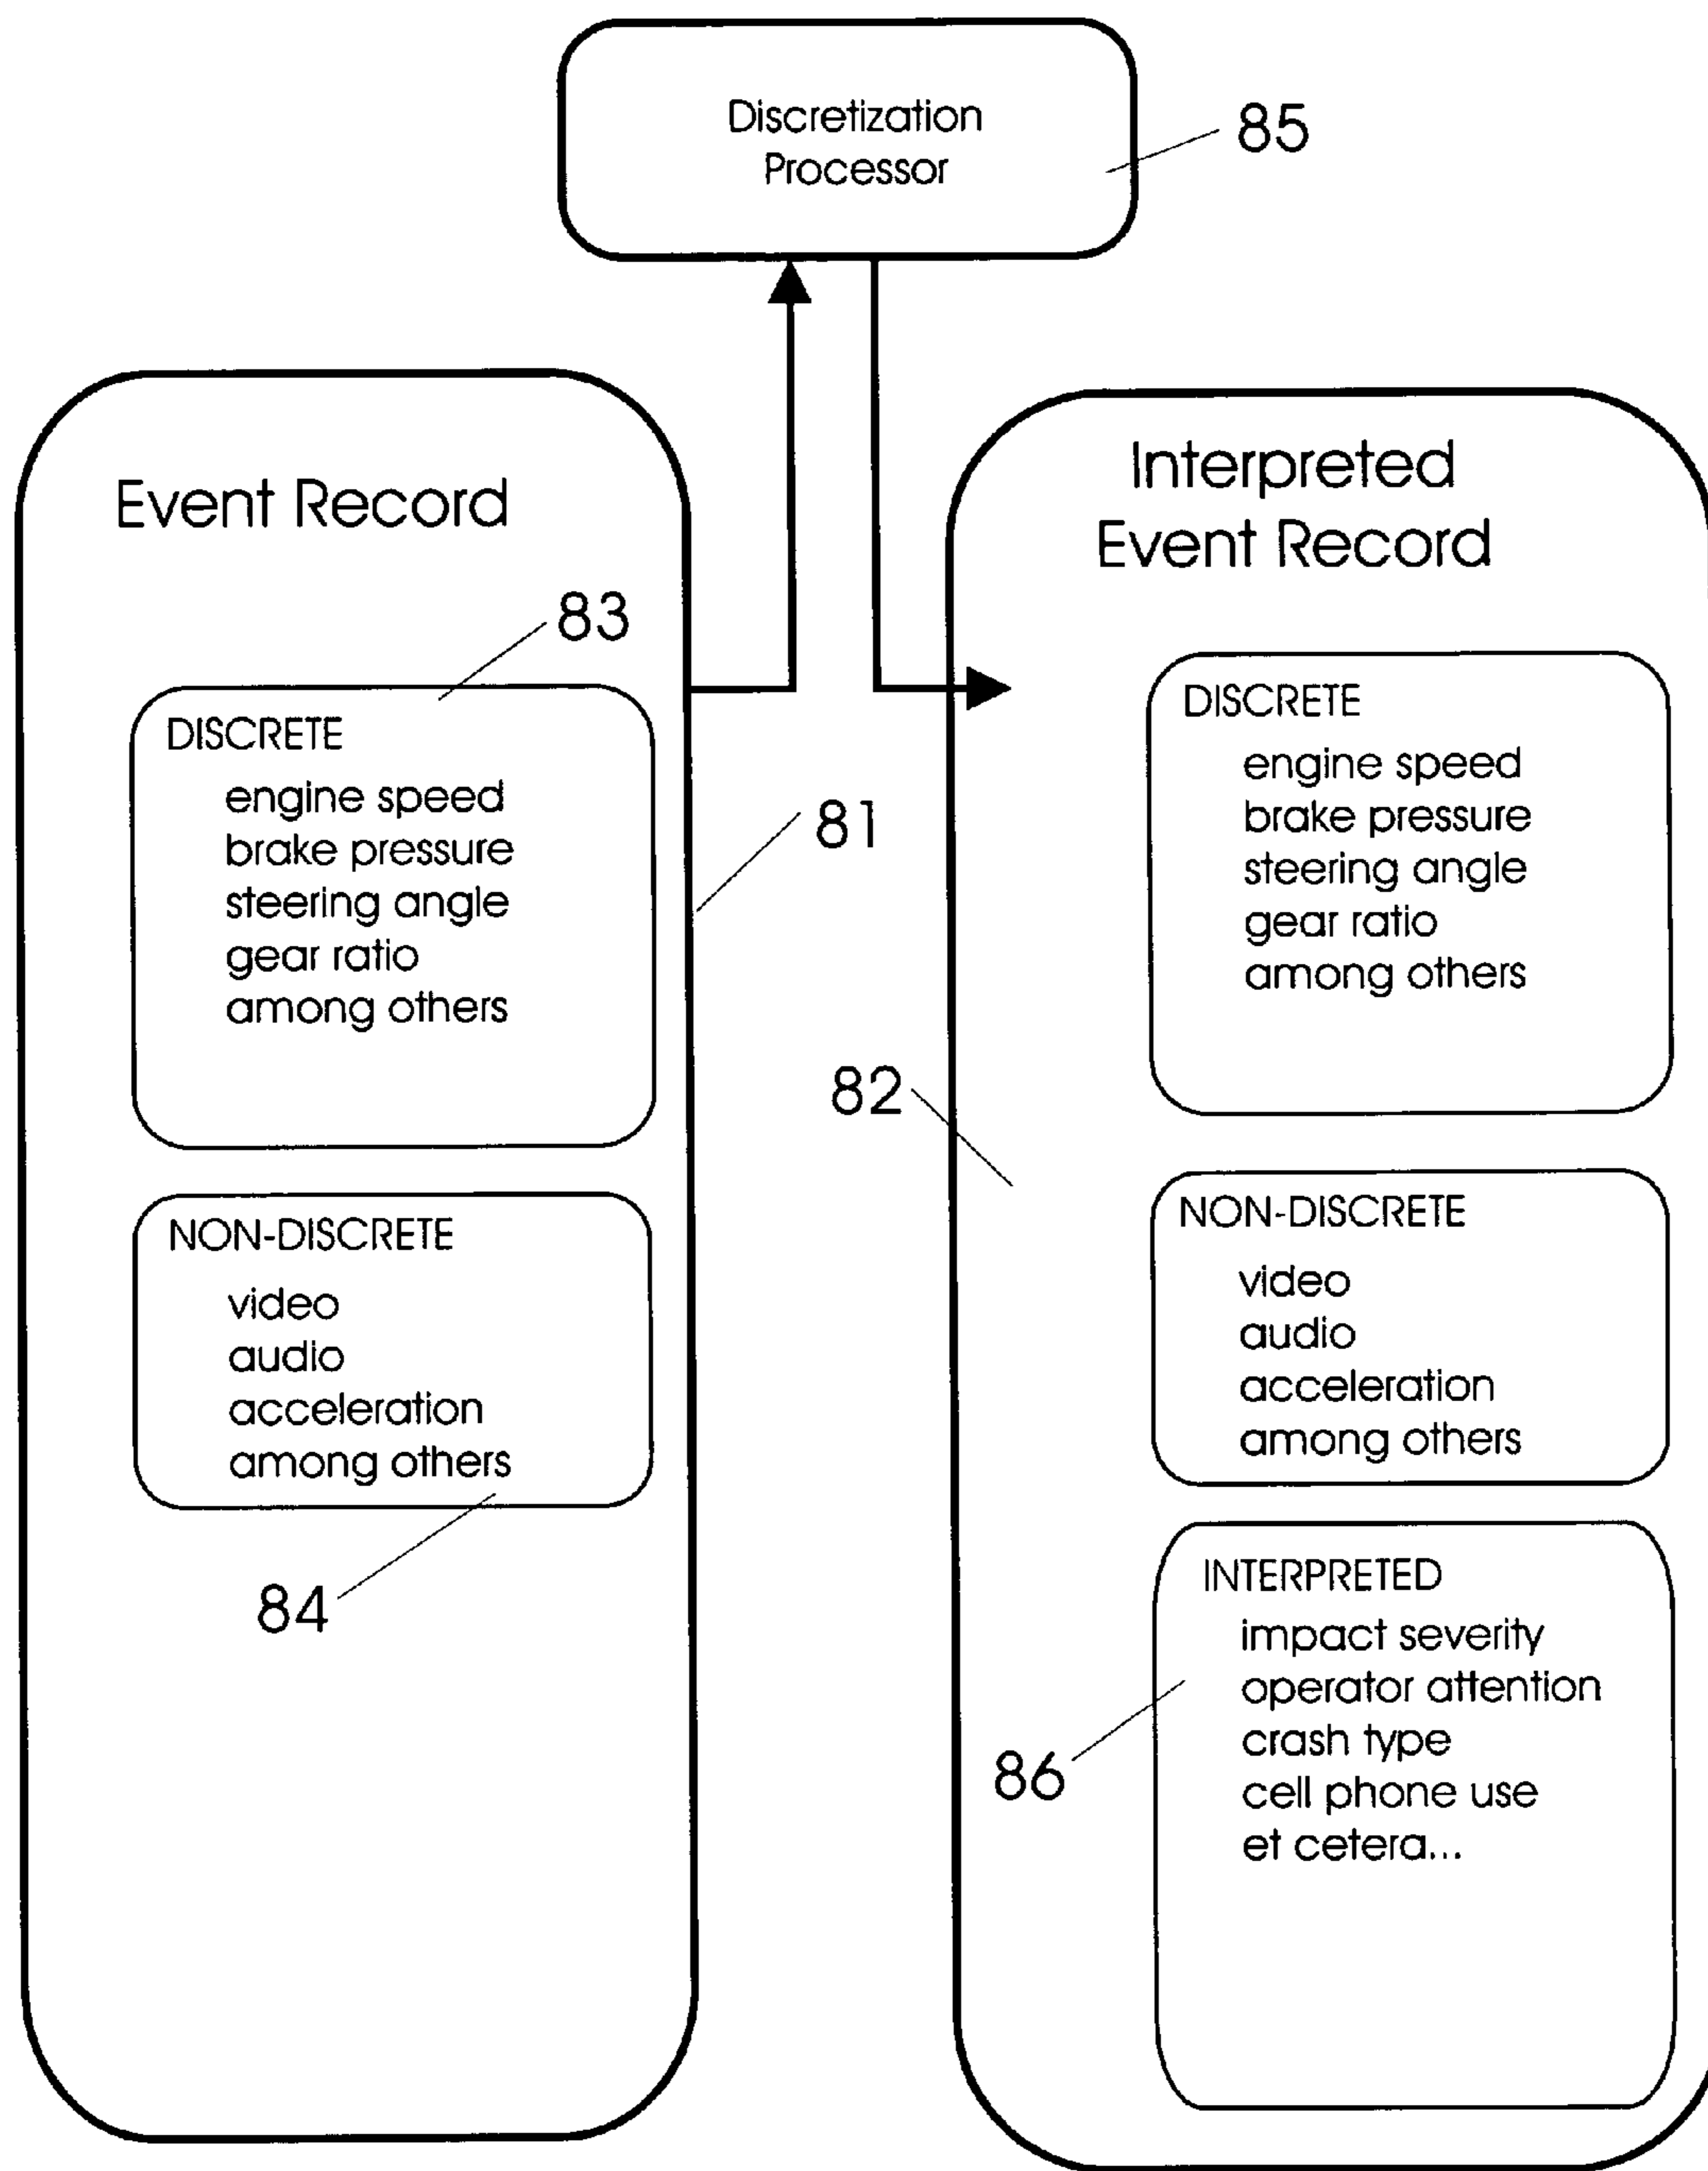 Discretization
Processor
85
Event Record
83
DISCRETE
engine speed
brake pressure
steering angle
gear ratio
among others
NON-DISCRETE
video
audio
acceleration
among others
84
81
82
Interpreted
Event Record
DISCRETE
engine speed
brake pressure
steering angle
gear ratio
among others
NON-DISCRETE
video
audio
acceleration
among others
INTERPRETED
impact severity
operator attention
crash type
cell phone use
et cetera...
86